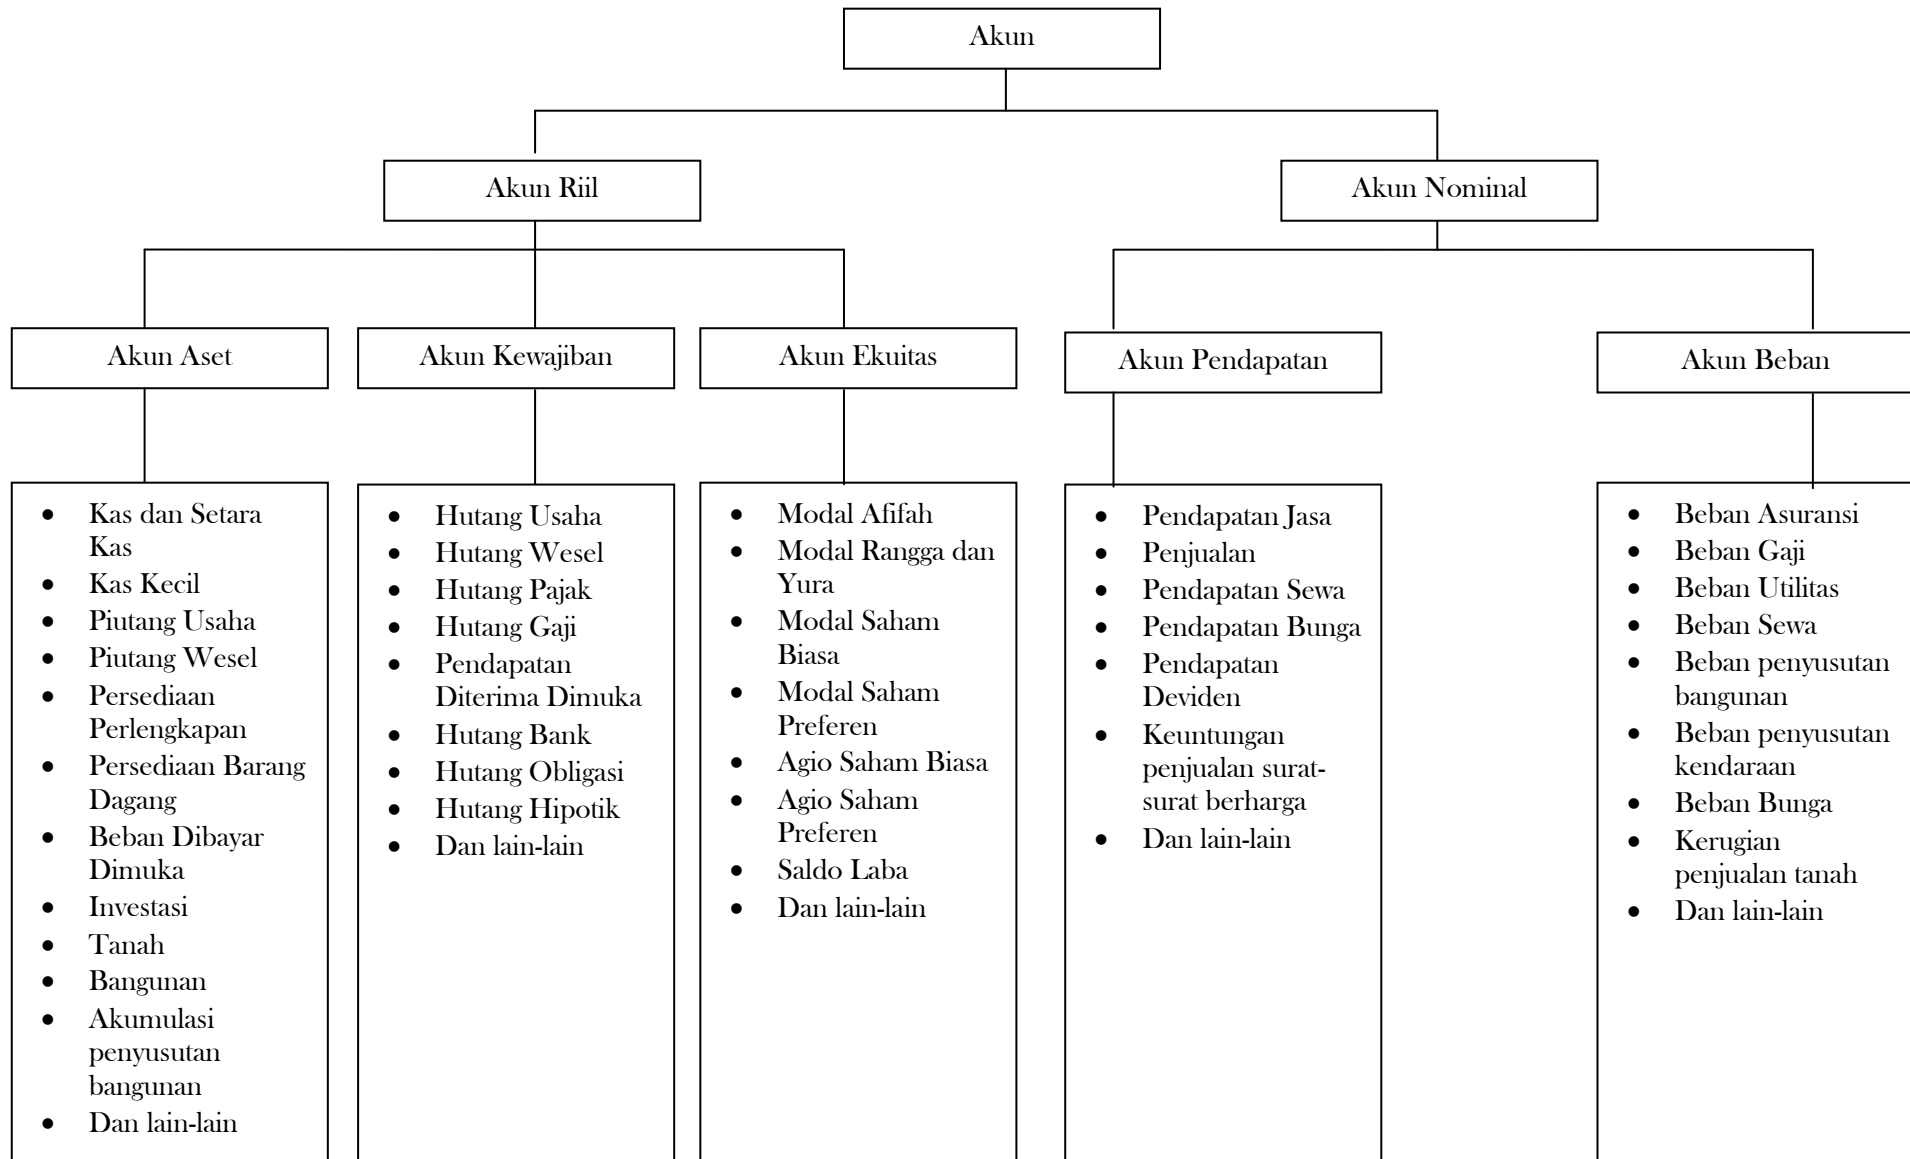 Akun
Akun Riil
Akun Nominal
Akun Aset
Akun Kewajiban
Akun Ekuitas
Akun Pendapatan
Akun Beban
• Kas dan Setara
Kas
• Kas Kecil
• Piutang Usaha
• Piutang Wesel
• Persediaan
Perlengkapan
• Persediaan Barang
Dagang
• Beban Dibayar
Dimuka
• Investasi
• Tanah
• Bangunan
• Akumulasi
penyusutan
bangunan
• Dan lain-lain
• Hutang Usaha
• Hutang Wesel
• Hutang Pajak
• Hutang Gaji
• Pendapatan
Diterima Dimuka
• Hutang Bank
• Hutang Obligasi
• Hutang Hipotik
• Dan lain-lain
• Modal Afifah
• Modal Rangga dan
Yura
• Modal Saham
Biasa
• Modal Saham
Preferen
• Agio Saham Biasa
• Agio Saham
Preferen
• Saldo Laba
• Dan lain-lain
• Pendapatan Jasa
• Penjualan
• Pendapatan Sewa
• Pendapatan Bunga
• Pendapatan
Deviden
• Keuntungan
penjualan surat-
surat berharga
• Dan lain-lain
• Beban Asuransi
• Beban Gaji
• Beban Utilitas
• Beban Sewa
• Beban penyusutan
bangunan
• Beban penyusutan
kendaraan
• Beban Bunga
• Kerugian
penjualan tanah
• Dan lain-lain